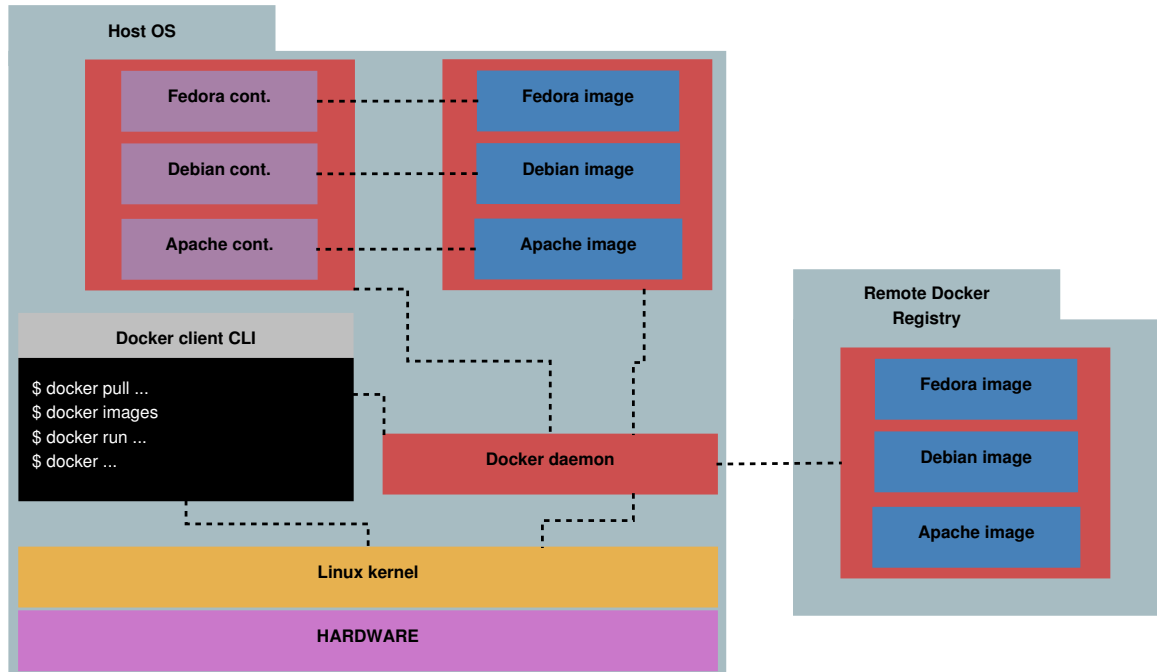 Host OS
Fedora cont.
Fedora image
Debian cont.
Debian image
Apache cont.
Apache image
Docker client CLI
$ docker pull ...
$ docker images
$ docker run ...
$ docker ...
Docker daemon
Linux kernel
HARDWARE
Remote Docker
Registry
Fedora image
Debian image
Apache image